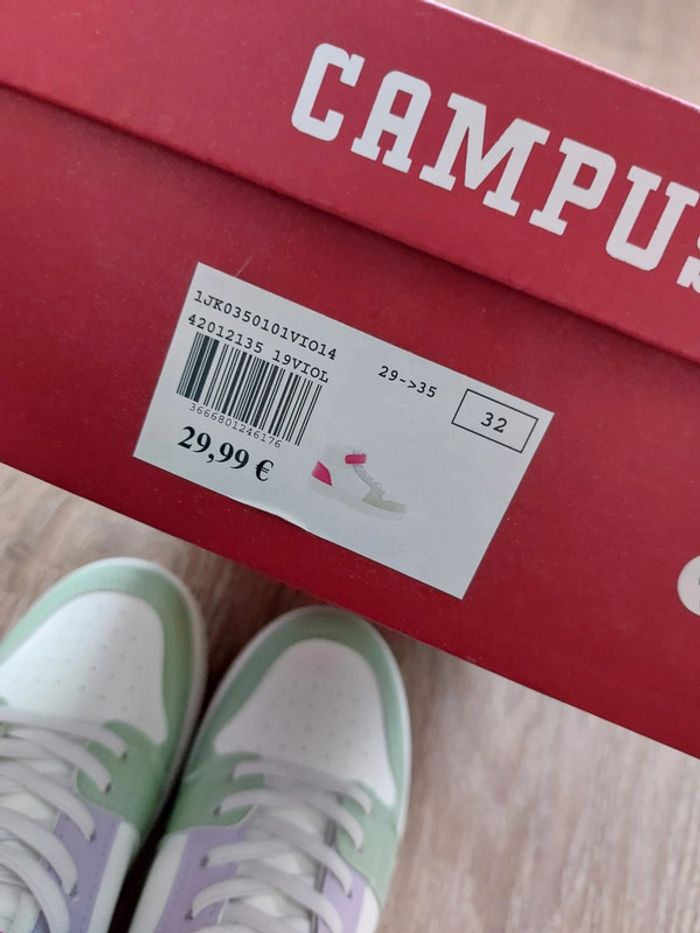 CAMPUS
1JK0350101VIO14
42012135 19VIOL
3666801246176
29,99 €
29->35
32